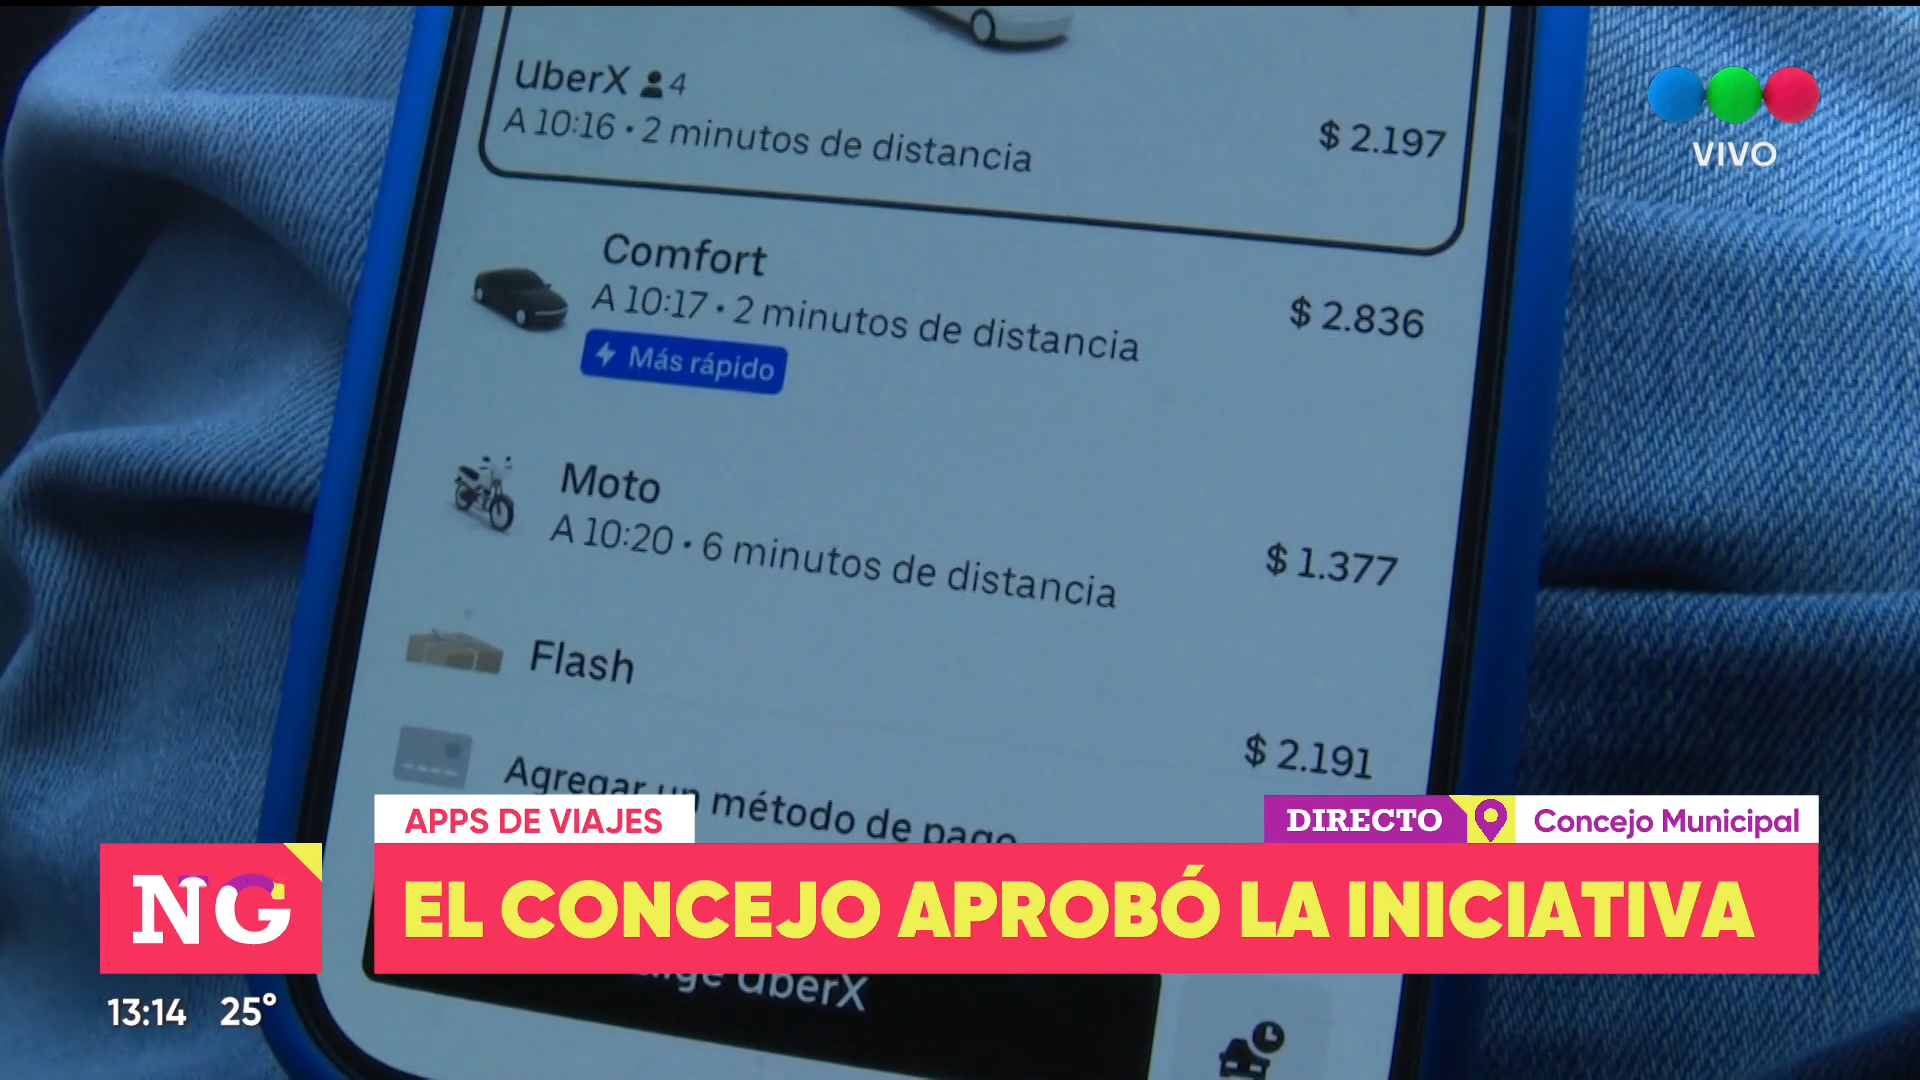 UberX 4
A 10:16 • 2 minutos de distancia
$ 2.197
VIVO
Comfort
A 10:17 • 2 minutos de distancia
$ 2.836
Más rápido
Moto
A 10:20 • 6 minutos de distancia
$ 1.377
Flash
$ 2.191
Agregar un método de pago
APPS DE VIAJES
DIRECTO
Concejo Municipal
NG
EL CONCEJO APROBÓ LA INICIATIVA
UberX
13:14 25°